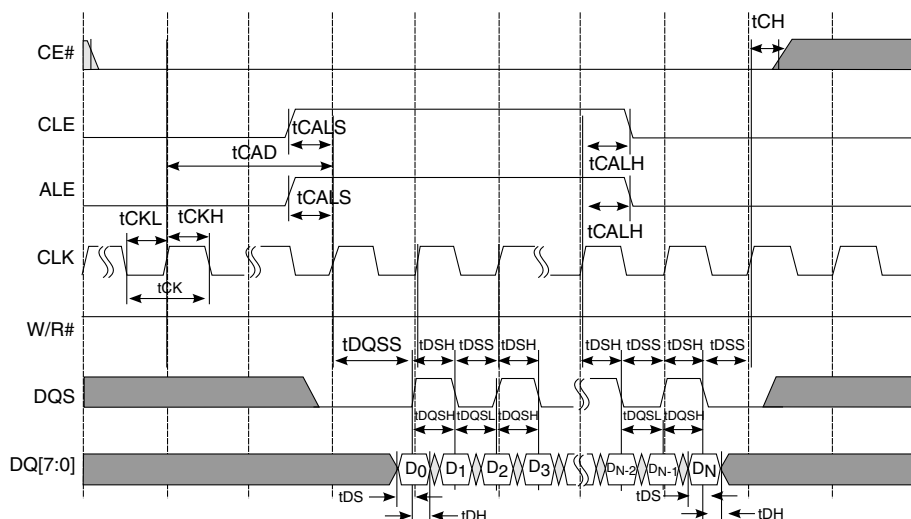 tCH
CE#
CLE
tCALS
tCAD
tCALH
ALE
tCALS
tCKL tCKH
tCALH
CLK
tCK
W/R#
tDQSS tDSH tDSS tDSH tDSH tDSS tDSH tDSS
DQS
tDQSH tDQSL tDQSH tDQSL tDQSH
DQ[7:0] D0 D1 D2 D3 DN-2 DN-1 DN
tDS tDS
tDH tDH